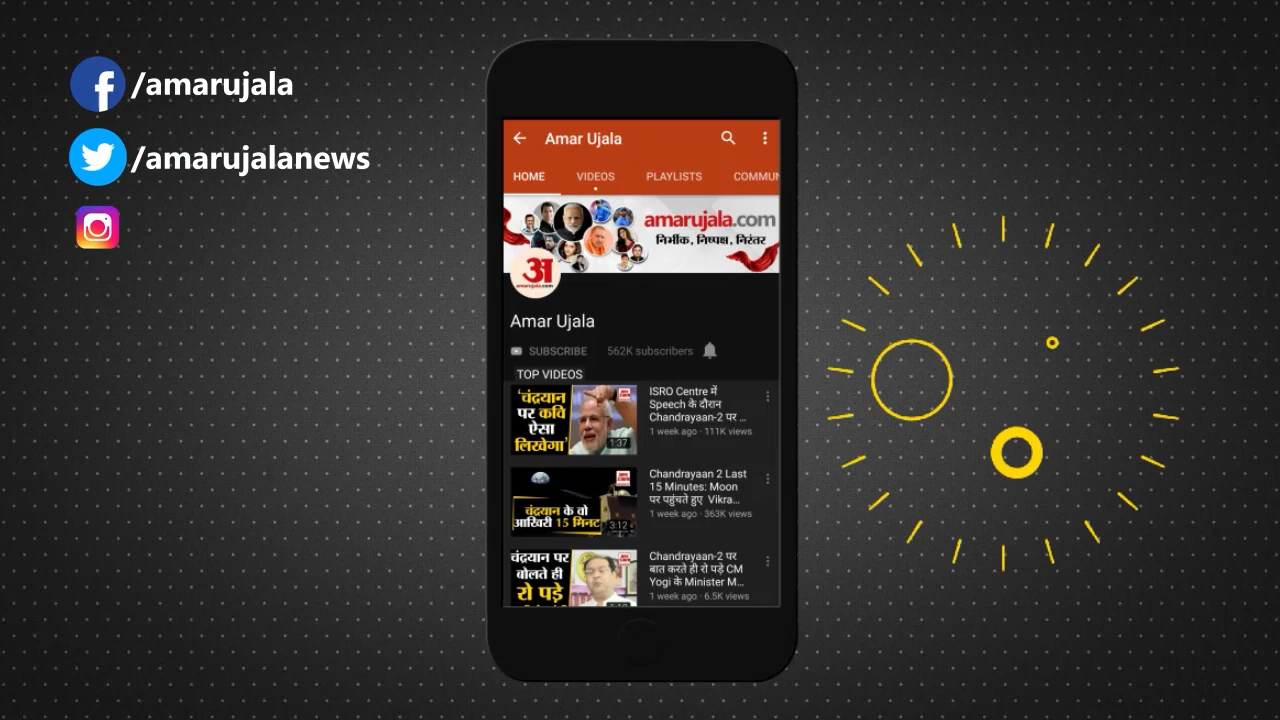 /amarujala
/amarujalanews
Amar Ujala
HOME VIDEOS PLAYLISTS COMMUN
amarujala.com
निर्भीक, निष्पक्ष, निरंतर
अ
amarujala.com
Amar Ujala
SUBSCRIBE 562K subscribers
TOP VIDEOS
'चंद्रयान
पर कवि
ऐसा
लिखेगा'
1:37
ISRO Centre में
Speech के दौरान
Chandrayaan-2 पर ...
1 week ago · 111K views
चंद्रयान के वो
आखिरी 15 मिनट
3:12
Chandrayaan 2 Last
15 Minutes: Moon
पर पहुंचते हुए Vikra...
1 week ago · 363K views
चंद्रयान पर
बोलते ही
रो पड़े
Chandrayaan-2 पर
बात करते ही रो पड़े CM
Yogi के Minister M...
1 week ago · 6.5K views